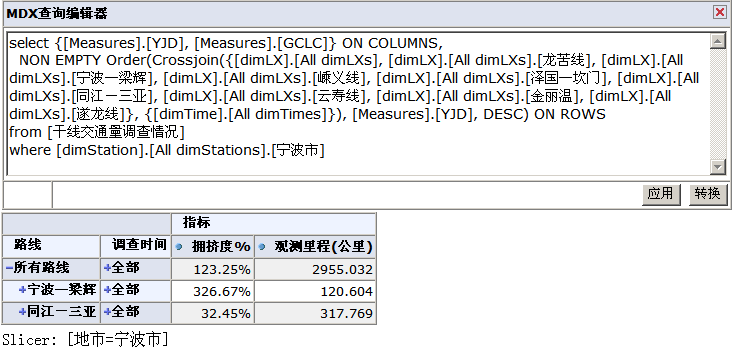 MDX查询编辑器
select {[Measures].[YJD], [Measures].[GCLC]} ON COLUMNS,
NON EMPTY Order(Crossjoin({[dimLX].[All dimLXs], [dimLX].[All dimLXs].[龙苦线], [dimLX].[All
dimLXs].[宁波一梁辉], [dimLX].[All dimLXs].[嵊义线], [dimLX].[All dimLXs].[泽国一坎门], [dimLX].[All
dimLXs].[同江－三亚], [dimLX].[All dimLXs].[云寿线], [dimLX].[All dimLXs].[金丽温], [dimLX].[All
dimLXs].[遂龙线]}, {[dimTime].[All dimTimes]}), [Measures].[YJD], DESC) ON ROWS
from [干线交通量调查情况]
where [dimStation].[All dimStations].[宁波市]
应用 转换
指标
路线 调查时间 拥挤度% 观测里程(公里)
所有路线 全部 123.25% 2955.032
宁波一梁辉 全部 326.67% 120.604
同江－三亚 全部 32.45% 317.769
Slicer: [地市=宁波市]